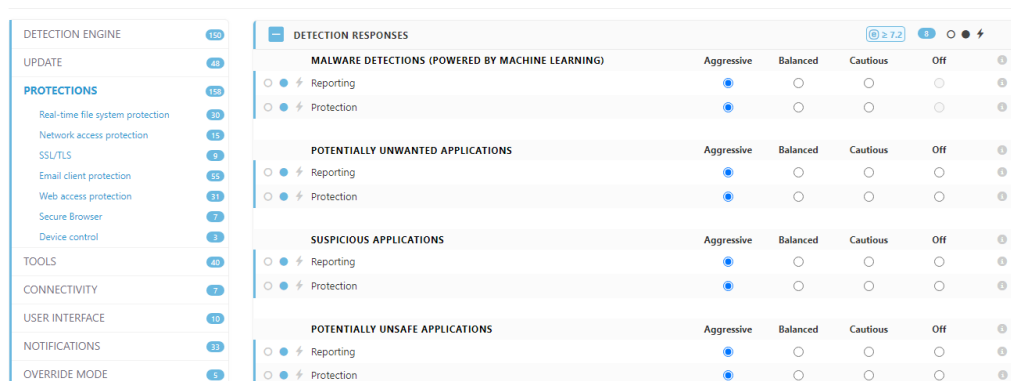 DETECTION ENGINE 150
UPDATE 48
PROTECTIONS 158
Real-time file system protection 30
Network access protection 15
SSL/TLS 9
Email client protection 55
Web access protection 31
Secure Browser 7
Device control 3
TOOLS 40
CONNECTIVITY 7
USER INTERFACE 10
NOTIFICATIONS 33
OVERRIDE MODE 5
DETECTION RESPONSES ≥ 7.2 8
MALWARE DETECTIONS (POWERED BY MACHINE LEARNING) Aggressive Balanced Cautious Off
Reporting
Protection
POTENTIALLY UNWANTED APPLICATIONS Aggressive Balanced Cautious Off
Reporting
Protection
SUSPICIOUS APPLICATIONS Aggressive Balanced Cautious Off
Reporting
Protection
POTENTIALLY UNSAFE APPLICATIONS Aggressive Balanced Cautious Off
Reporting
Protection